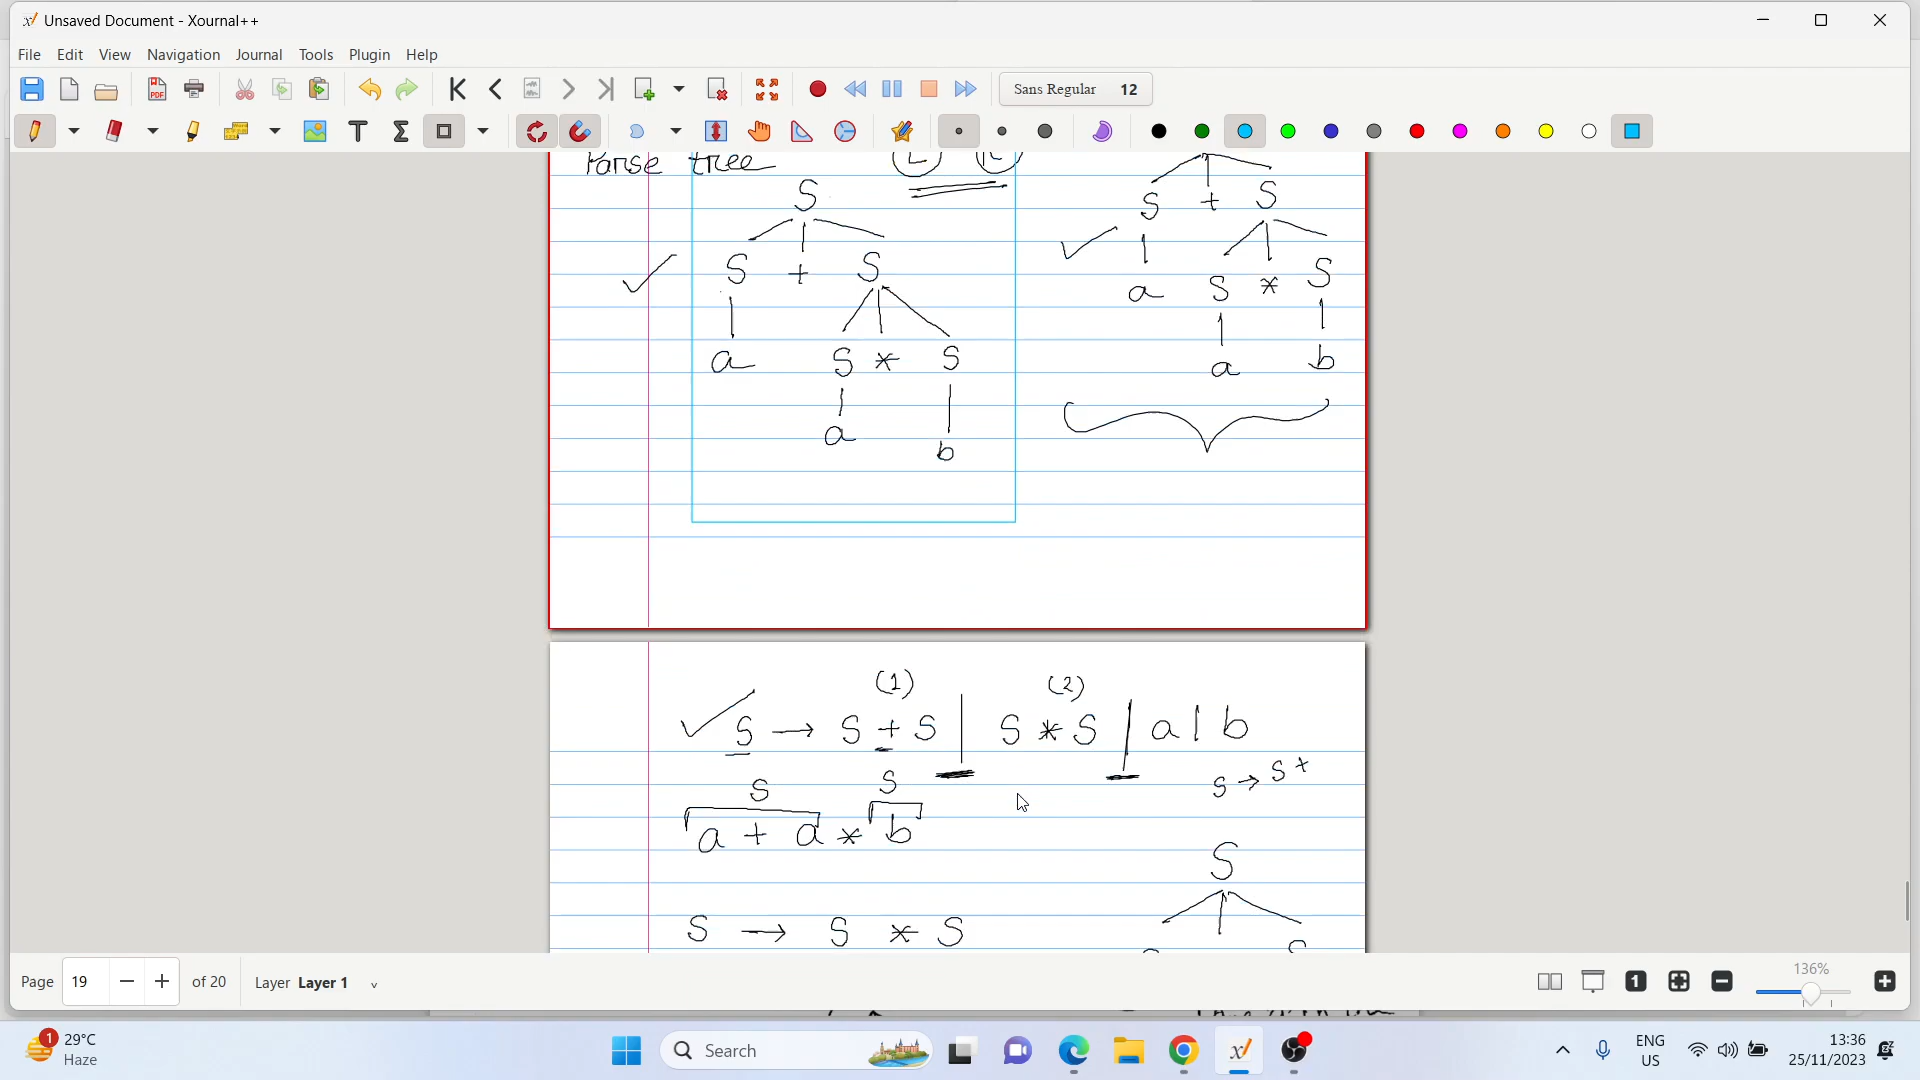 Unsaved Document - Xournal++
File Edit View Navigation Journal Tools Plugin Help
Sans Regular 12
Parse tree L R
S
S + S
S + S
S + S
a S * S
a S * S
a b
a b
(1) (2)
S → S + S | S * S | a | b
S S
S → S +
a + a * b
S
S → S * S
Page 19 of 20 Layer Layer 1
136%
1
29°C
Haze
Search
ENG
US
13:36
25/11/2023